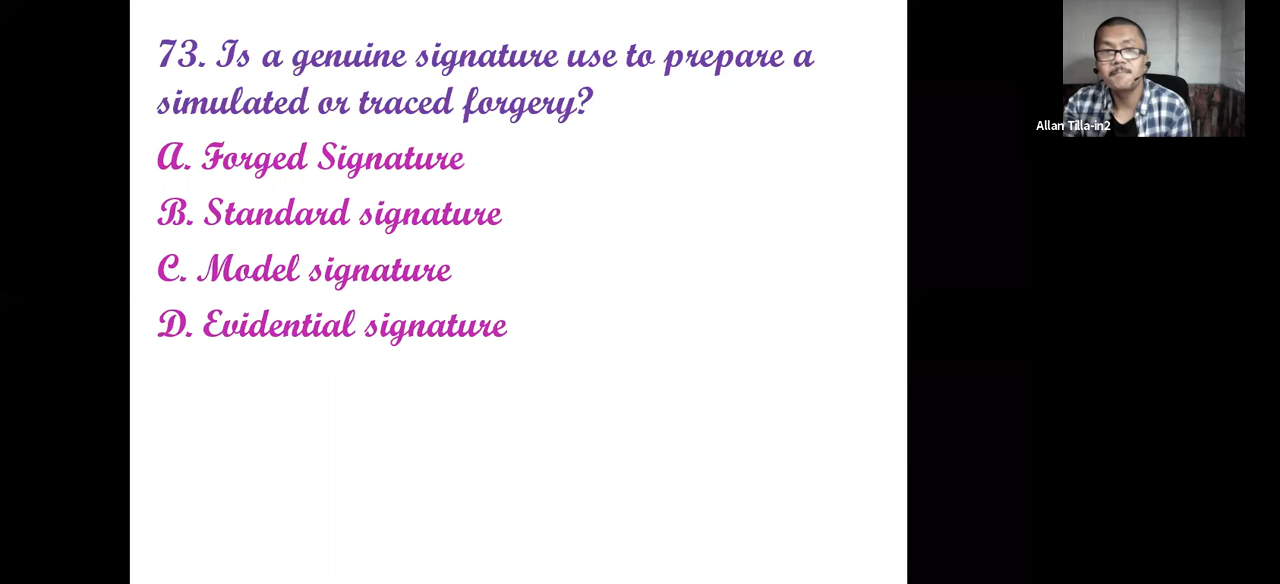 73. Is a genuine signature use to prepare a
simulated or traced forgery?
A. Forged Signature
B. Standard signature
C. Model signature
D. Evidential signature
Allan Tilla-in2